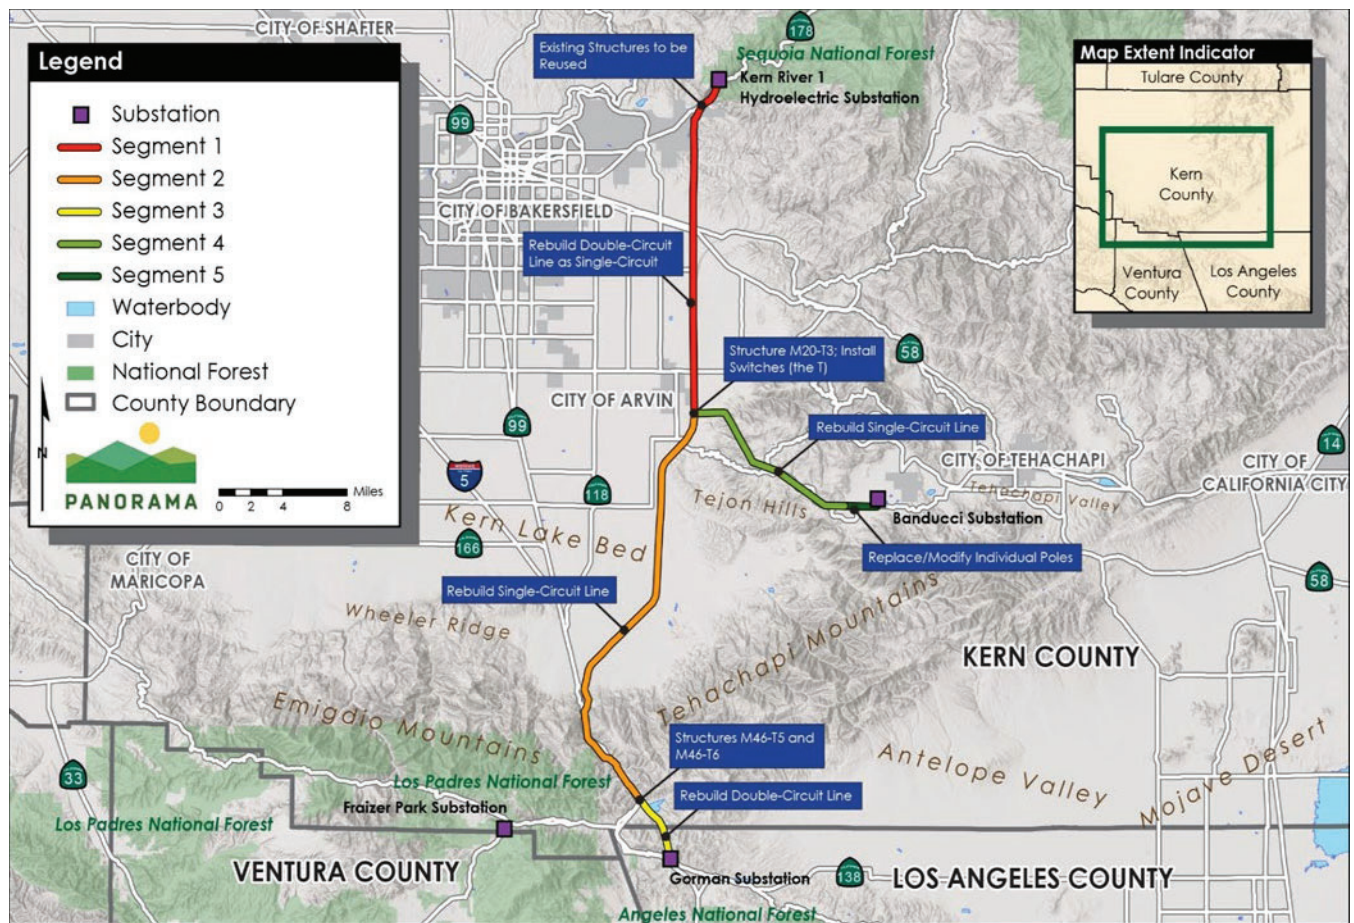 CITY OF SHAFTER
178
Sequoia National Forest
Existing Structures to be
Reused
Kern River 1
Hydroelectric Substation
Legend
Substation
Segment 1
Segment 2
Segment 3
Segment 4
Segment 5
Waterbody
City
National Forest
County Boundary
N
PANORAMA
0 2 4 8 Miles
Map Extent Indicator
Tulare County
Kern
County
Ventura
County
Los Angeles
County
99
CITY OF BAKERSFIELD
Rebuild Double-Circuit
Line as Single-Circuit
Structure M20-T3; Install
Switches (the T)
58
CITY OF ARVIN
99
Rebuild Single-Circuit Line
14
5
118
CITY OF TEHACHAPI
CITY OF
CALIFORNIA CITY
Tejon Hills
Tehachapi Valley
Banducci Substation
Kern Lake Bed
166
CITY OF
MARICOPA
Replace/Modify Individual Poles
58
Rebuild Single-Circuit Line
Wheeler Ridge
Tehachapi Mountains
KERN COUNTY
Emigdio Mountains
Structures M46-T5 and
M46-T6
Antelope Valley
Mojave Desert
33
Los Padres National Forest
Rebuild Double-Circuit Line
Fraizer Park Substation
Los Padres National Forest
VENTURA COUNTY
Gorman Substation
138
LOS ANGELES COUNTY
Angeles National Forest